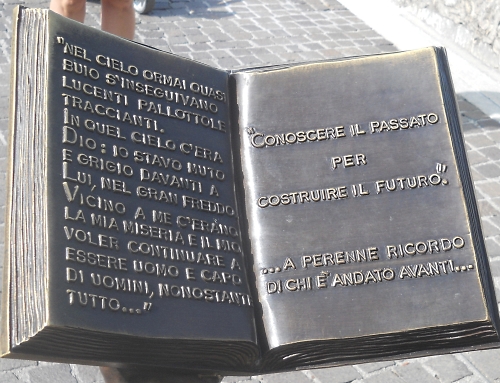 "NEL CIELO ORMAI QUASI
BUIO S'INSEGUIVANO
LUCENTI PALLOTTOLE
TRACCIANTI.
IN QUEL CIELO C'ERA
DIO: IO STAVO MUTO
E GRIGIO DAVANTI A
LUI, NEL GRAN FREDDO.
VICINO A ME C'ERANO
LA MIA MISERIA E IL MIO
VOLER CONTINUARE A
ESSERE UOMO E CAPO
DI UOMINI, NONOSTANTE
TUTTO..."
"CONOSCERE IL PASSATO
PER
COSTRUIRE IL FUTURO".
...A PERENNE RICORDO
DI CHI E' ANDATO AVANTI...